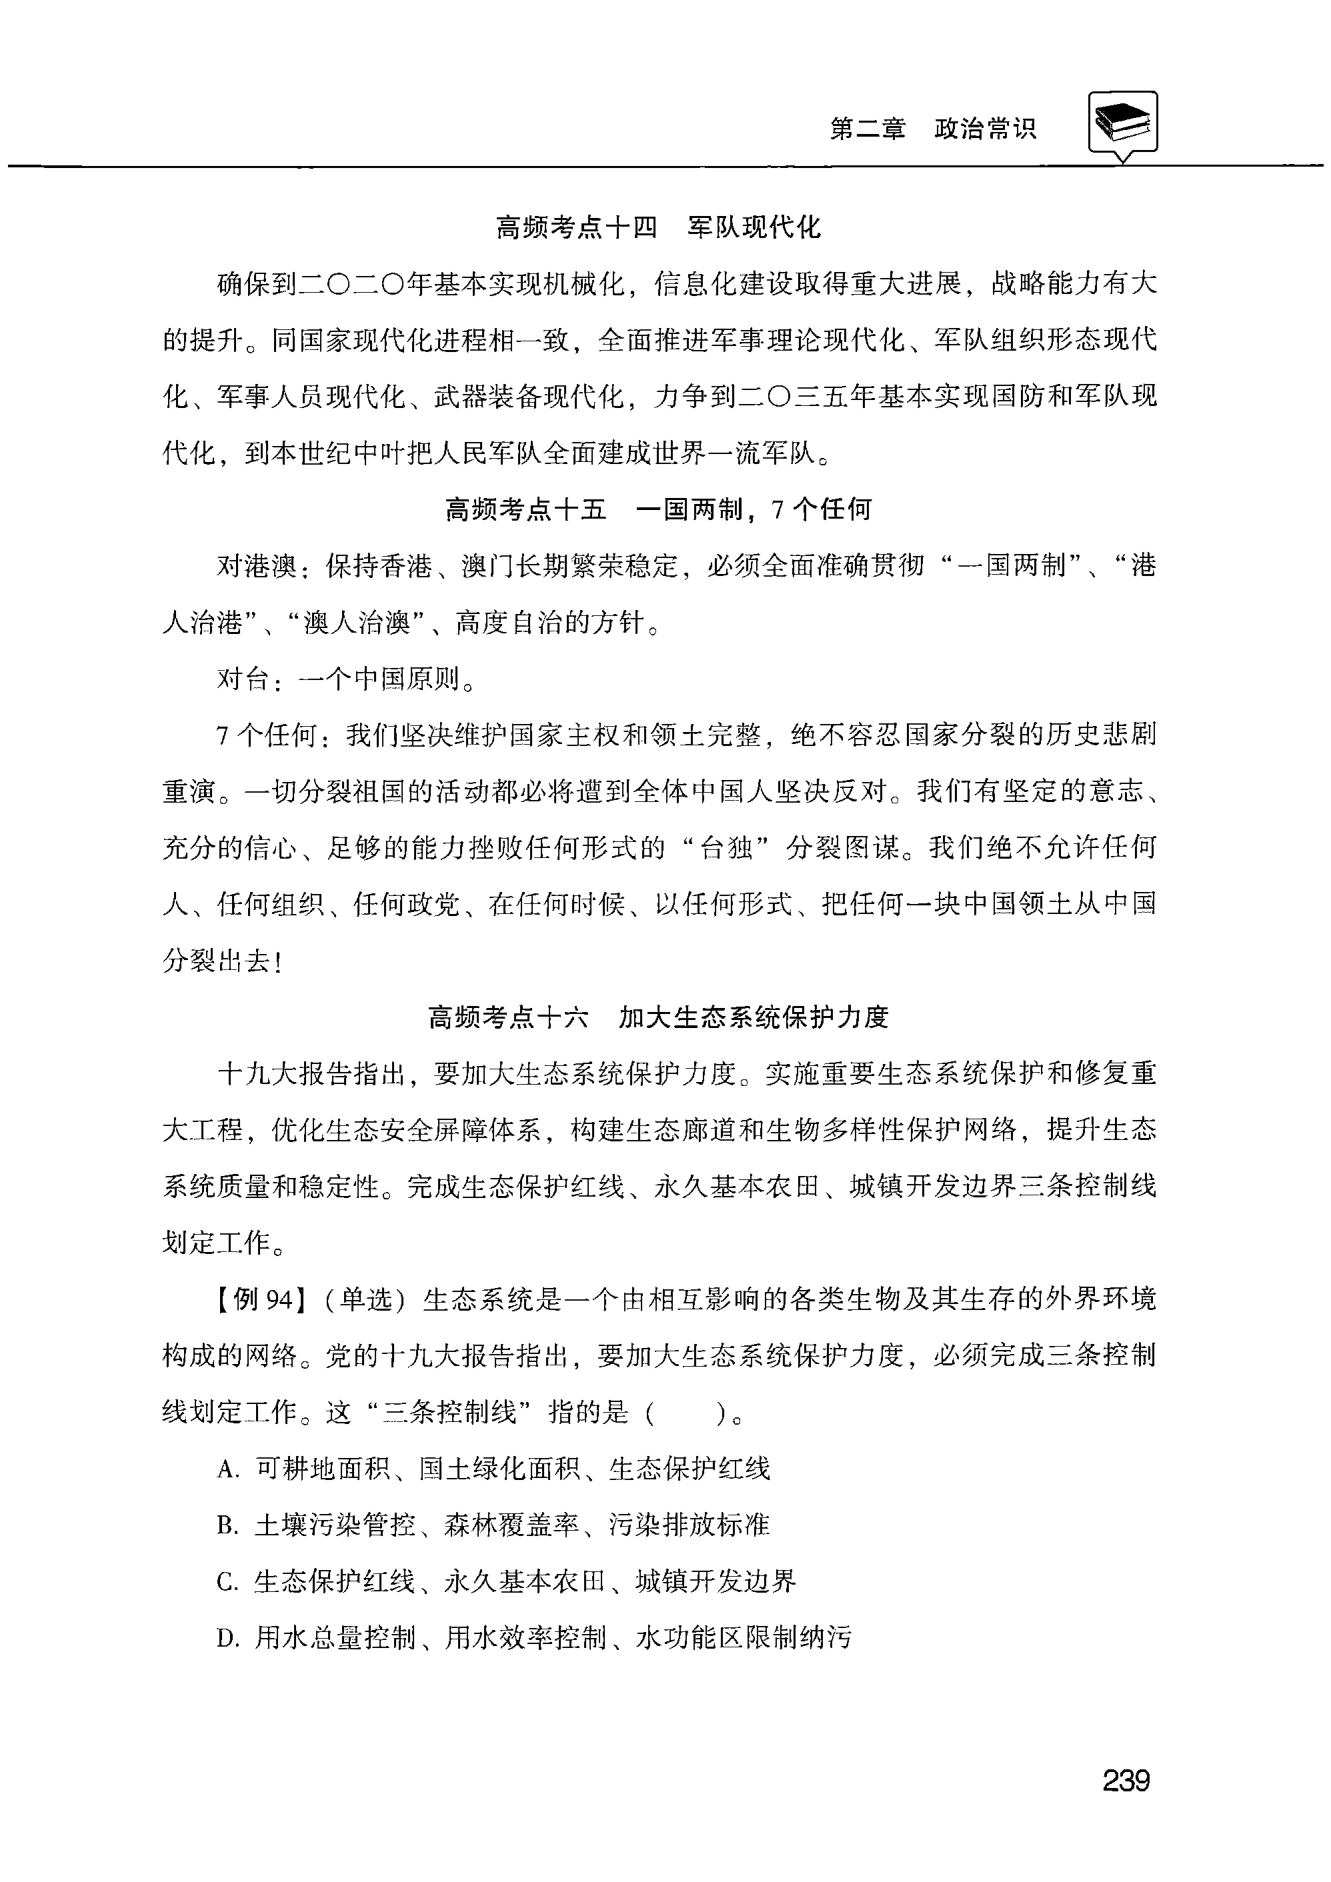 第二章 政治常识
高频考点十四 军队现代化
确保到二〇二〇年基本实现机械化，信息化建设取得重大进展，战略能力有大
的提升。同国家现代化进程相一致，全面推进军事理论现代化、军队组织形态现代
化、军事人员现代化、武器装备现代化，力争到二〇三五年基本实现国防和军队现
代化，到本世纪中叶把人民军队全面建成世界一流军队。
高频考点十五 一国两制，7 个任何
对港澳：保持香港、澳门长期繁荣稳定，必须全面准确贯彻“一国两制”、“港
人治港”、“澳人治澳”、高度自治的方针。
对台：一个中国原则。
7 个任何：我们坚决维护国家主权和领土完整，绝不容忍国家分裂的历史悲剧
重演。一切分裂祖国的活动都必将遭到全体中国人坚决反对。我们有坚定的意志、
充分的信心、足够的能力挫败任何形式的“台独”分裂图谋。我们绝不允许任何
人、任何组织、任何政党、在任何时候、以任何形式、把任何一块中国领土从中国
分裂出去！
高频考点十六 加大生态系统保护力度
十九大报告指出，要加大生态系统保护力度。实施重要生态系统保护和修复重
大工程，优化生态安全屏障体系，构建生态廊道和生物多样性保护网络，提升生态
系统质量和稳定性。完成生态保护红线、永久基本农田、城镇开发边界三条控制线
划定工作。
【例 94】（单选）生态系统是一个由相互影响的各类生物及其生存的外界环境
构成的网络。党的十九大报告指出，要加大生态系统保护力度，必须完成三条控制
线划定工作。这“三条控制线”指的是（  ）。
A. 可耕地面积、国土绿化面积、生态保护红线
B. 土壤污染管控、森林覆盖率、污染排放标准
C. 生态保护红线、永久基本农田、城镇开发边界
D. 用水总量控制、用水效率控制、水功能区限制纳污
239